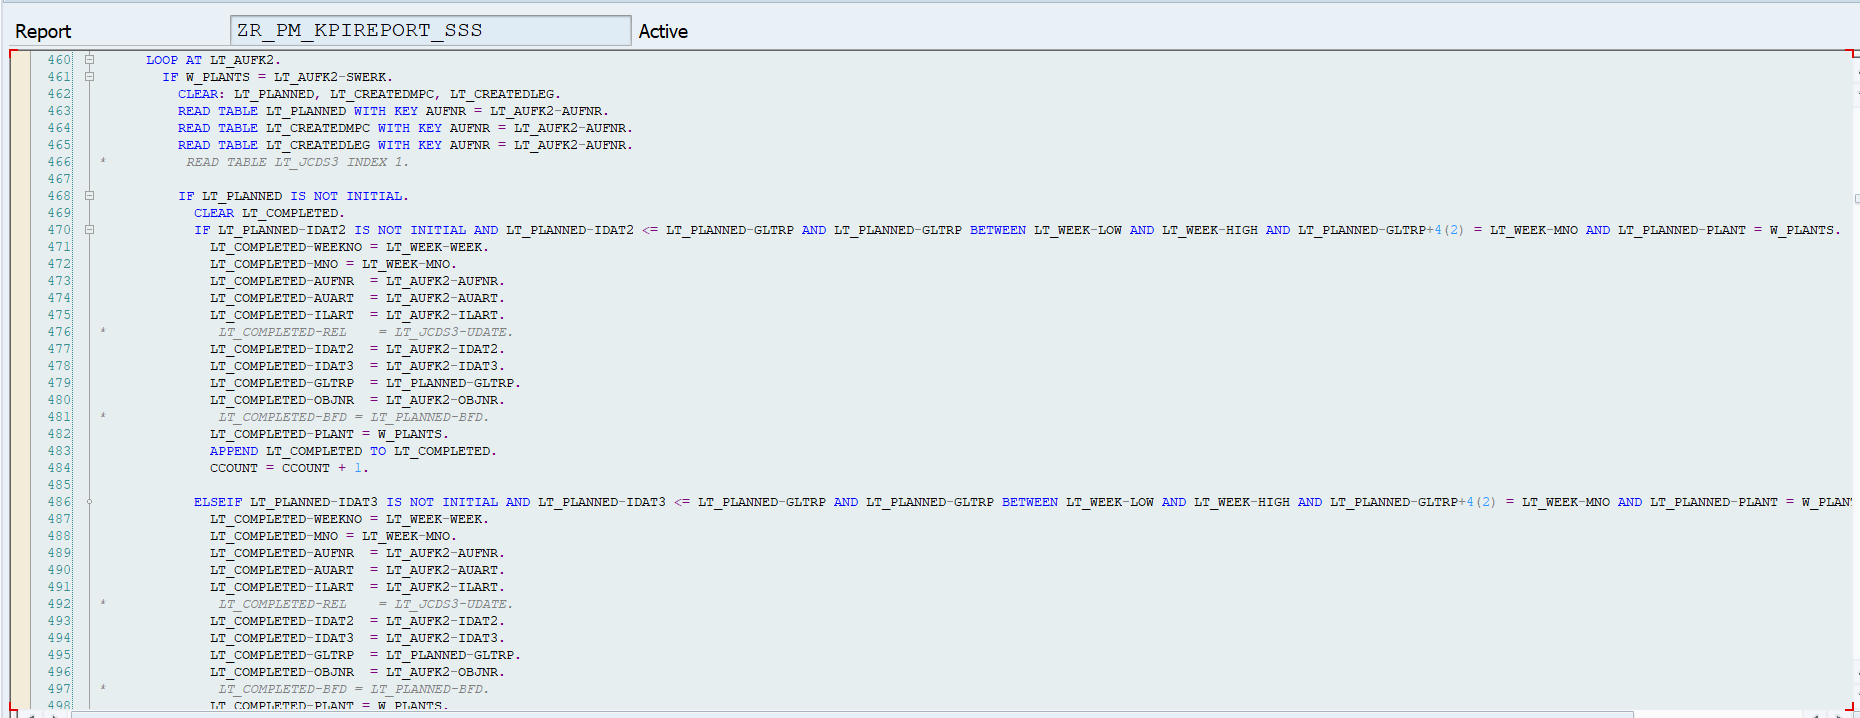 Report ZR_PM_KPIREPORT_SSS Active
460 LOOP AT LT_AUFK2.
461 IF W_PLANTS = LT_AUFK2-SWERK.
462 CLEAR: LT_PLANNED, LT_CREATEDMPC, LT_CREATEDLEG.
463 READ TABLE LT_PLANNED WITH KEY AUFNR = LT_AUFK2-AUFNR.
464 READ TABLE LT_CREATEDMPC WITH KEY AUFNR = LT_AUFK2-AUFNR.
465 READ TABLE LT_CREATEDLEG WITH KEY AUFNR = LT_AUFK2-AUFNR.
466 * READ TABLE LT_JCDS3 INDEX 1.
467
468 IF LT_PLANNED IS NOT INITIAL.
469 CLEAR LT_COMPLETED.
470 IF LT_PLANNED-IDAT2 IS NOT INITIAL AND LT_PLANNED-IDAT2 <= LT_PLANNED-GLTRP AND LT_PLANNED-GLTRP BETWEEN LT_WEEK-LOW AND LT_WEEK-HIGH AND LT_PLANNED-GLTRP+4(2) = LT_WEEK-MNO AND LT_PLANNED-PLANT = W_PLANTS.
471 LT_COMPLETED-WEEKNO = LT_WEEK-WEEK.
472 LT_COMPLETED-MNO = LT_WEEK-MNO.
473 LT_COMPLETED-AUFNR = LT_AUFK2-AUFNR.
474 LT_COMPLETED-AUART = LT_AUFK2-AUART.
475 LT_COMPLETED-ILART = LT_AUFK2-ILART.
476 * LT_COMPLETED-REL = LT_JCDS3-UDATE.
477 LT_COMPLETED-IDAT2 = LT_AUFK2-IDAT2.
478 LT_COMPLETED-IDAT3 = LT_AUFK2-IDAT3.
479 LT_COMPLETED-GLTRP = LT_PLANNED-GLTRP.
480 LT_COMPLETED-OBJNR = LT_AUFK2-OBJNR.
481 * LT_COMPLETED-BFD = LT_PLANNED-BFD.
482 LT_COMPLETED-PLANT = W_PLANTS.
483 APPEND LT_COMPLETED TO LT_COMPLETED.
484 CCOUNT = CCOUNT + 1.
485
486 ELSEIF LT_PLANNED-IDAT3 IS NOT INITIAL AND LT_PLANNED-IDAT3 <= LT_PLANNED-GLTRP AND LT_PLANNED-GLTRP BETWEEN LT_WEEK-LOW AND LT_WEEK-HIGH AND LT_PLANNED-GLTRP+4(2) = LT_WEEK-MNO AND LT_PLANNED-PLANT = W_PLAN
487 LT_COMPLETED-WEEKNO = LT_WEEK-WEEK.
488 LT_COMPLETED-MNO = LT_WEEK-MNO.
489 LT_COMPLETED-AUFNR = LT_AUFK2-AUFNR.
490 LT_COMPLETED-AUART = LT_AUFK2-AUART.
491 LT_COMPLETED-ILART = LT_AUFK2-ILART.
492 * LT_COMPLETED-REL = LT_JCDS3-UDATE.
493 LT_COMPLETED-IDAT2 = LT_AUFK2-IDAT2.
494 LT_COMPLETED-IDAT3 = LT_AUFK2-IDAT3.
495 LT_COMPLETED-GLTRP = LT_PLANNED-GLTRP.
496 LT_COMPLETED-OBJNR = LT_AUFK2-OBJNR.
497 * LT_COMPLETED-BFD = LT_PLANNED-BFD.
498 LT_COMPLETED-PLANT = W_PLANTS.